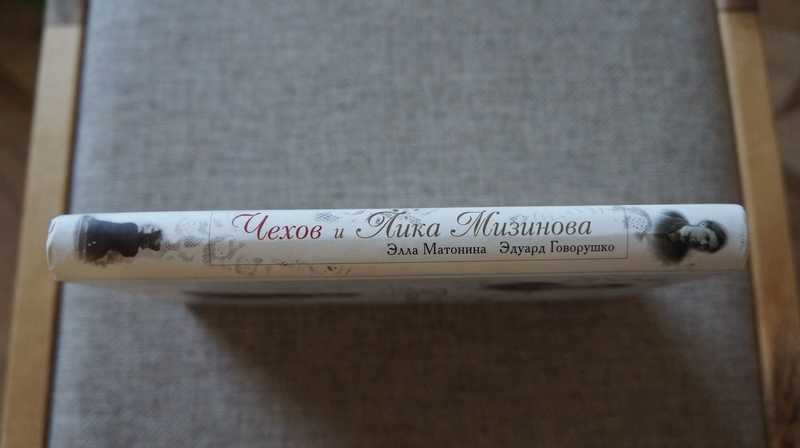 Чехов и Лика Мизинова
Элла Матонина Эдуард Говорушко